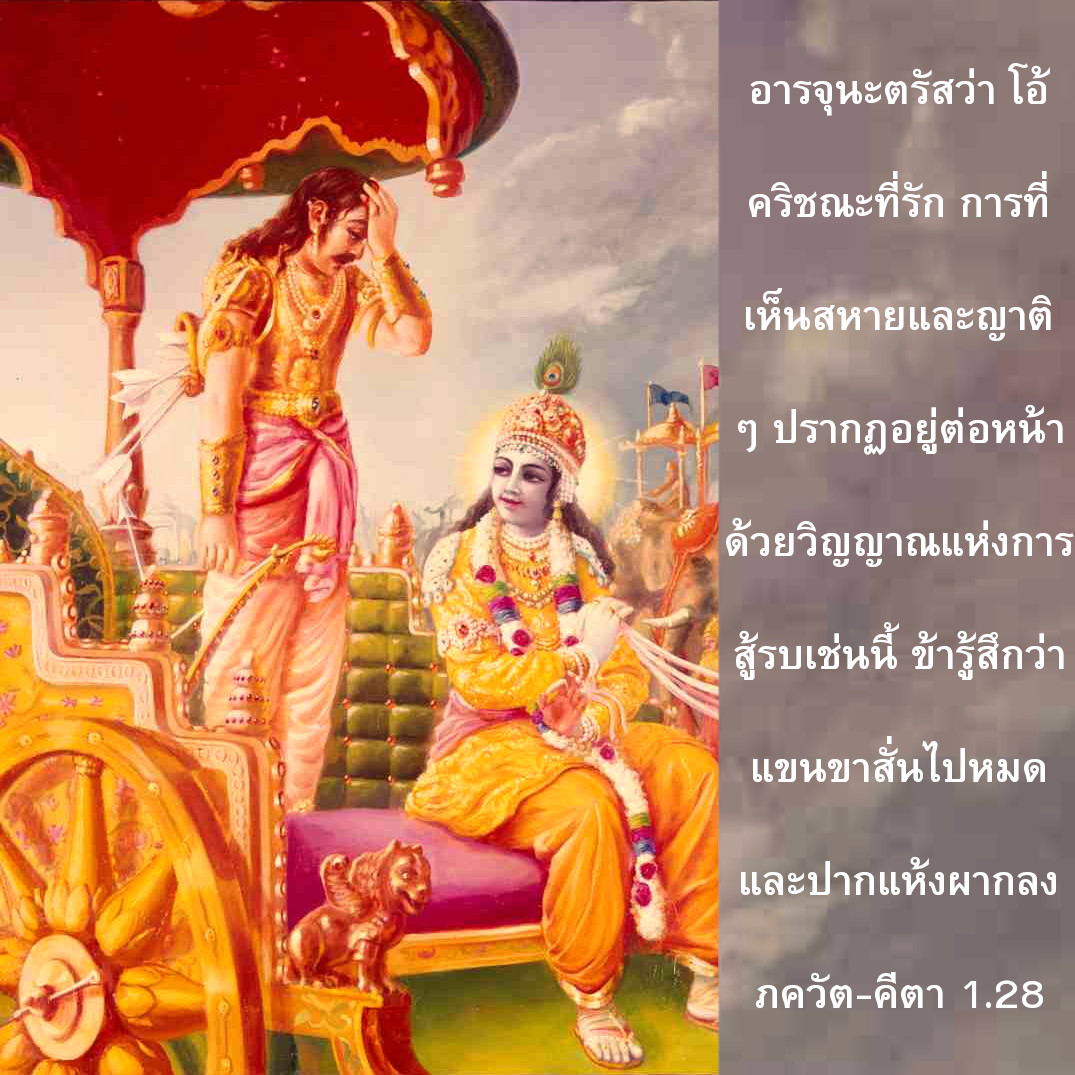 อารจุนะตรัสว่า โอ้
คริชณะที่รัก การที่
เห็นสหายและญาติ
ๆ ปรากฏอยู่ต่อหน้า
ด้วยวิญญาณแห่งการ
สู้รบเช่นนี้ ข้ารู้สึกว่า
แขนขาสั่นไปหมด
และปากแห้งผากลง
ภควัต-คีตา 1.28